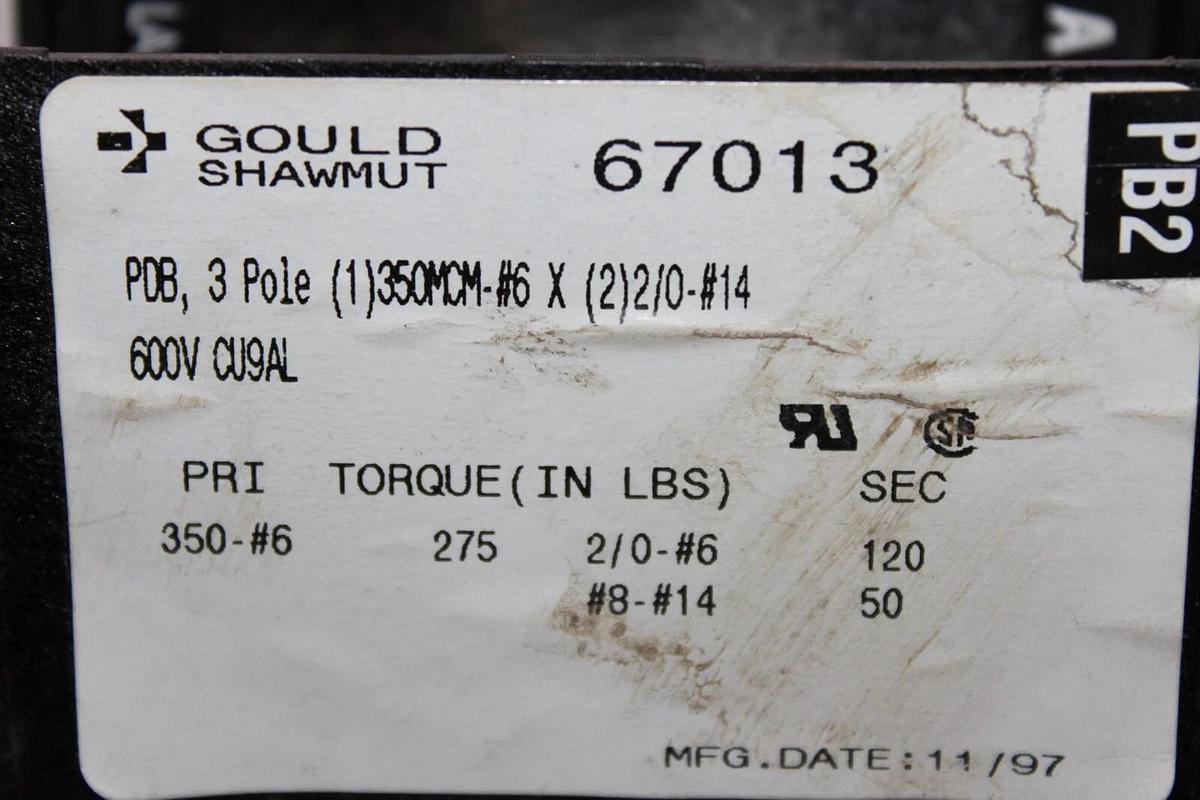 A
GOULD
SHAWMUT
67013
PB2
PDB, 3 Pole (1)350MCM-#6 X (2)2/0-#14
600V CU9AL
PRI TORQUE(IN LBS) SEC
350-#6 275 2/0-#6 120
#8-#14 50
MFG.DATE:11/97